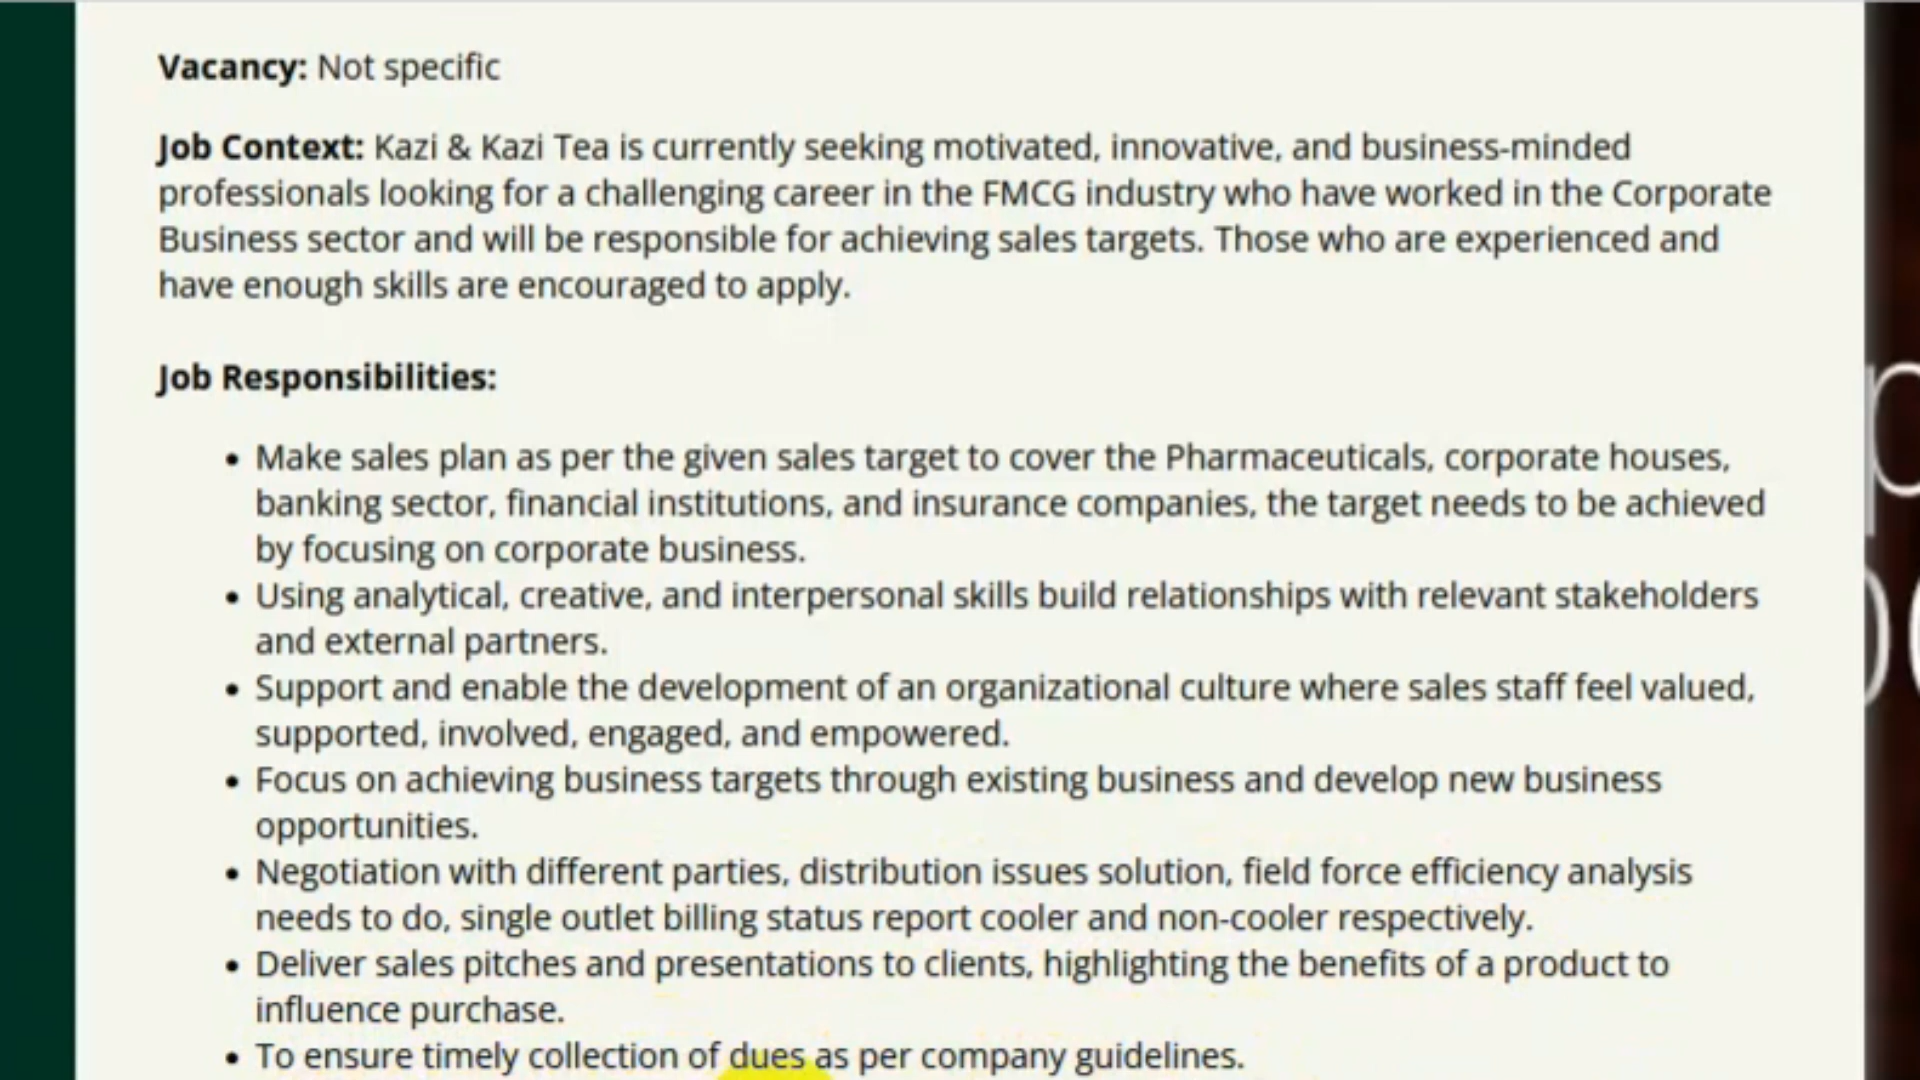 Vacancy: Not specific
Job Context: Kazi & Kazi Tea is currently seeking motivated, innovative, and business-minded
professionals looking for a challenging career in the FMCG industry who have worked in the Corporate
Business sector and will be responsible for achieving sales targets. Those who are experienced and
have enough skills are encouraged to apply.
Job Responsibilities:
• Make sales plan as per the given sales target to cover the Pharmaceuticals, corporate houses,
banking sector, financial institutions, and insurance companies, the target needs to be achieved
by focusing on corporate business.
• Using analytical, creative, and interpersonal skills build relationships with relevant stakeholders
and external partners.
• Support and enable the development of an organizational culture where sales staff feel valued,
supported, involved, engaged, and empowered.
• Focus on achieving business targets through existing business and develop new business
opportunities.
• Negotiation with different parties, distribution issues solution, field force efficiency analysis
needs to do, single outlet billing status report cooler and non-cooler respectively.
• Deliver sales pitches and presentations to clients, highlighting the benefits of a product to
influence purchase.
• To ensure timely collection of dues as per company guidelines.